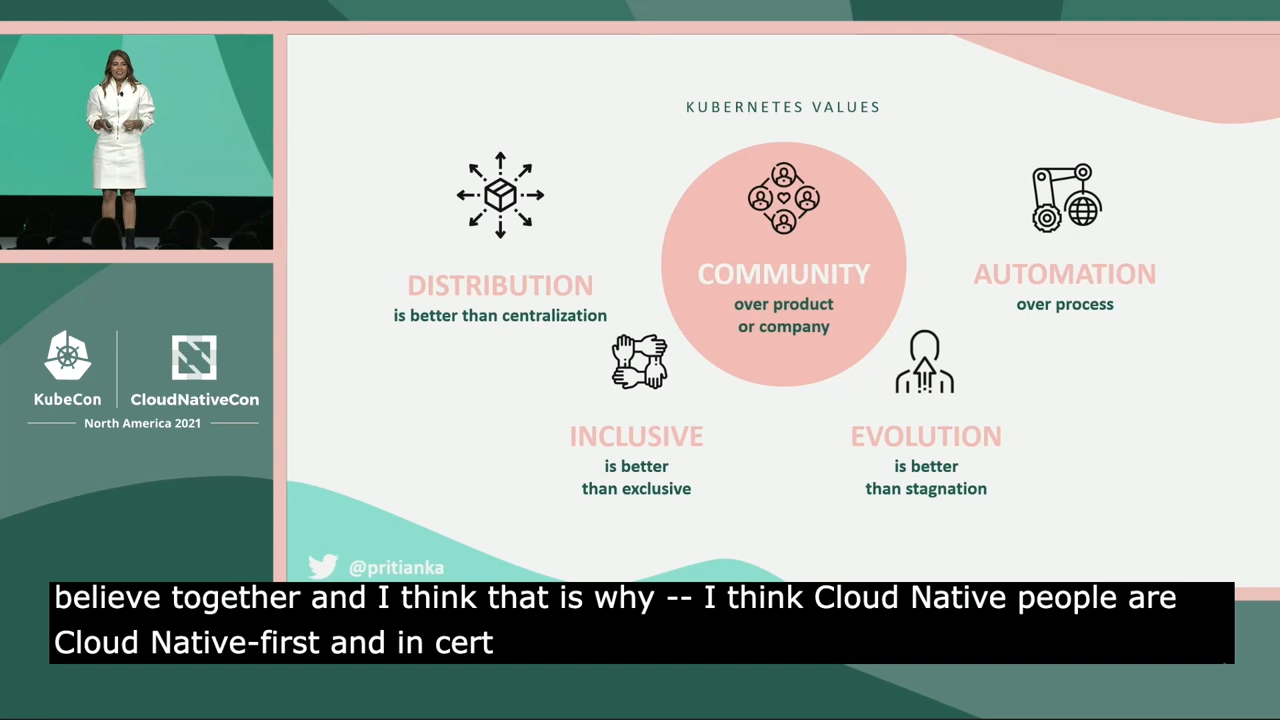 KUBERNETES VALUES
DISTRIBUTION
is better than centralization
COMMUNITY
over product
or company
AUTOMATION
over process
INCLUSIVE
is better
than exclusive
EVOLUTION
is better
than stagnation
KubeCon
CloudNativeCon
North America 2021
@pritianka
believe together and I think that is why -- I think Cloud Native people are
Cloud Native-first and in cert